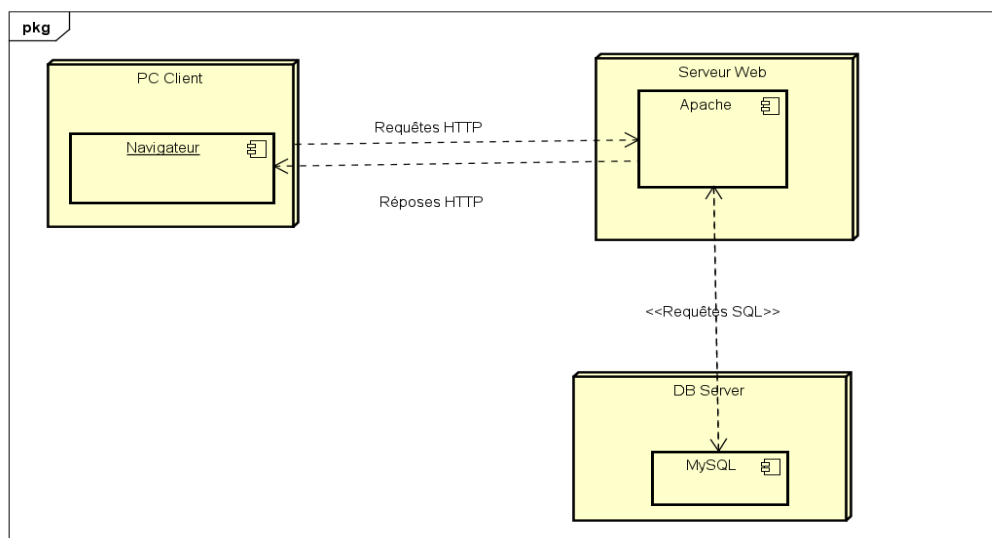 pkg
PC Client
Navigateur
Requêtes HTTP
Réposes HTTP
Serveur Web
Apache
<<Requêtes SQL>>
DB Server
MySQL